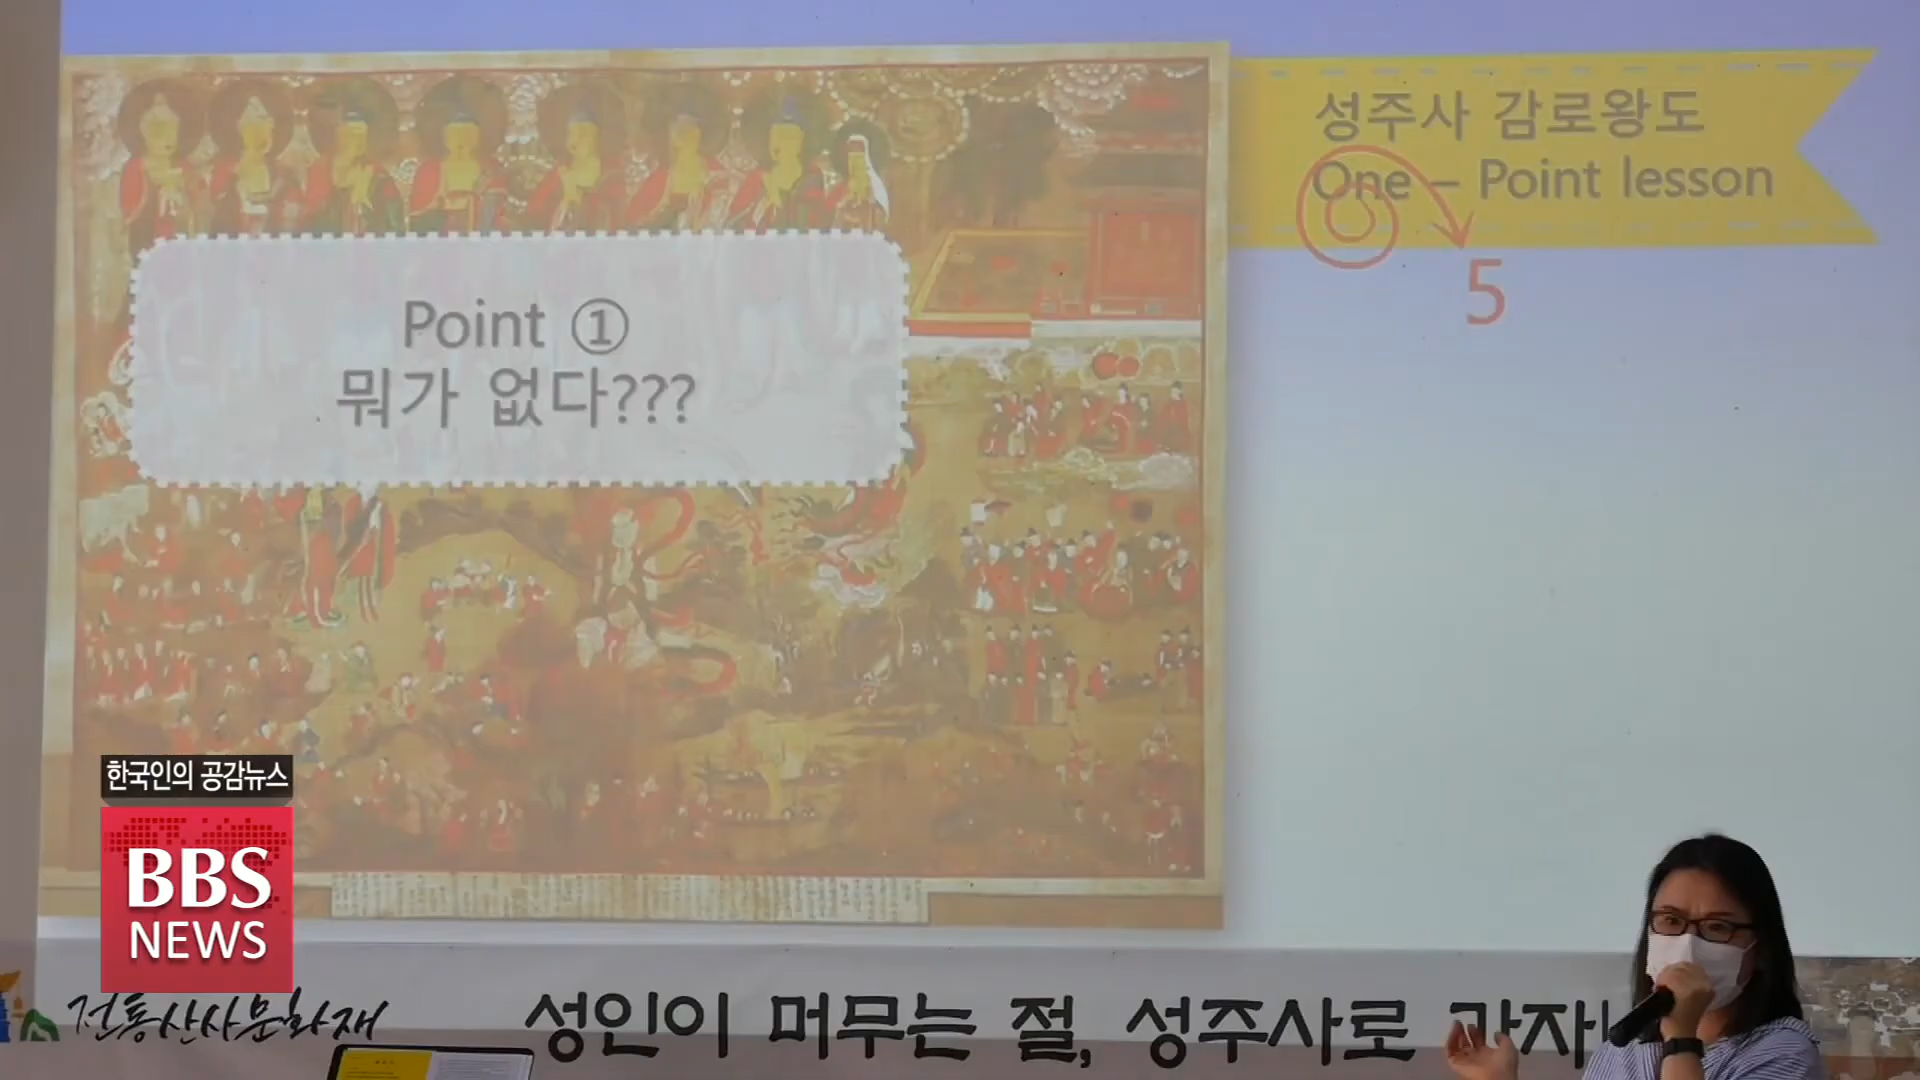 성주사 감로왕도
One – Point lesson
5
Point ①
뭐가 없다???
한국인의 공감뉴스
BBS
NEWS
전통산사문화재
성인이 머무는 절, 성주사로 가자!